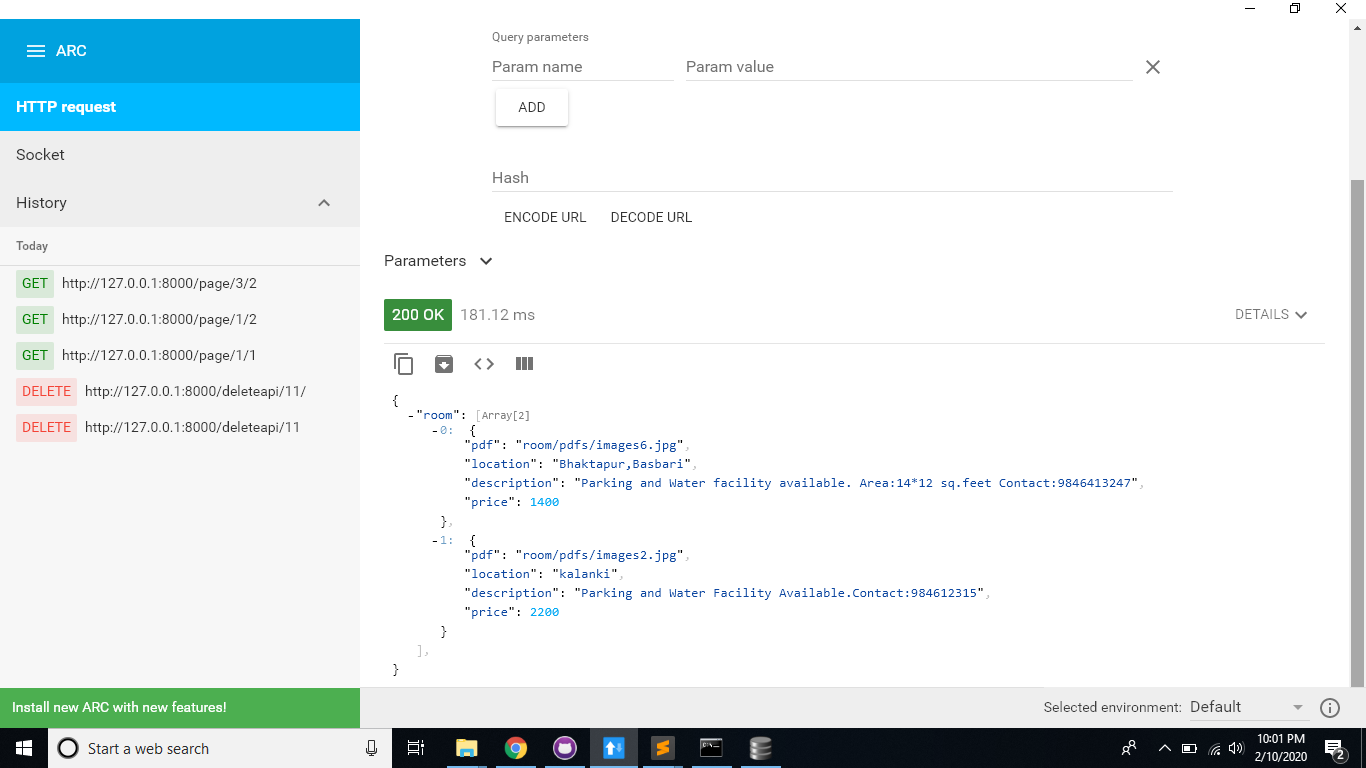 ARC
HTTP request
Socket
History
Today
GET http://127.0.0.1:8000/page/3/2
GET http://127.0.0.1:8000/page/1/2
GET http://127.0.0.1:8000/page/1/1
DELETE http://127.0.0.1:8000/deleteapi/11/
DELETE http://127.0.0.1:8000/deleteapi/11
Install new ARC with new features!
Query parameters
Param name Param value
ADD
Hash
ENCODE URL DECODE URL
Parameters
200 OK 181.12 ms DETAILS
{
-"room": [Array[2]
-0: {
"pdf": "room/pdfs/images6.jpg",
"location": "Bhaktapur,Basbari",
"description": "Parking and Water facility available. Area:14*12 sq.feet Contact:9846413247",
"price": 1400
},
-1: {
"pdf": "room/pdfs/images2.jpg",
"location": "kalanki",
"description": "Parking and Water Facility Available.Contact:984612315",
"price": 2200
}
],
}
Selected environment: Default
Start a web search
10:01 PM
2/10/2020
2